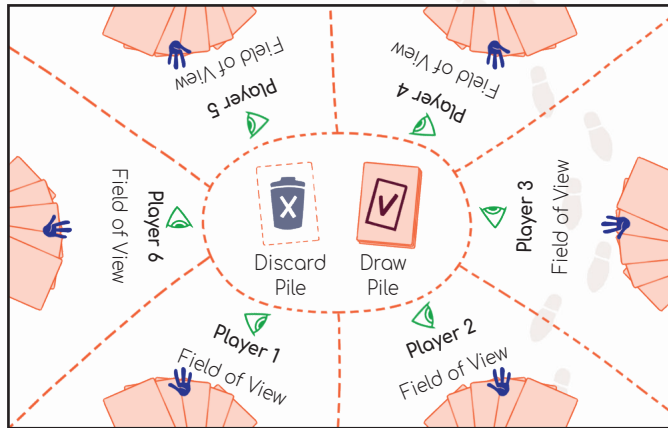 Player 5
Field of View
Player 4
Field of View
Player 6
Field of View
Player 3
Field of View
X
Discard
Pile
V
Draw
Pile
Player 1
Field of View
Player 2
Field of View